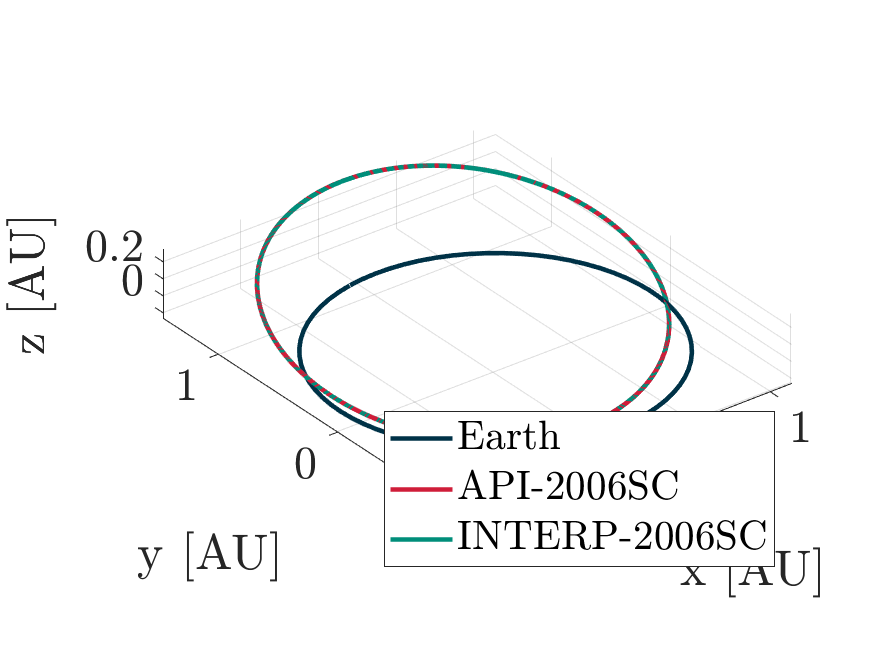 z [AU]
0.2
0
1
0
1
y [AU]
x [AU]
Earth
API-2006SC
INTERP-2006SC